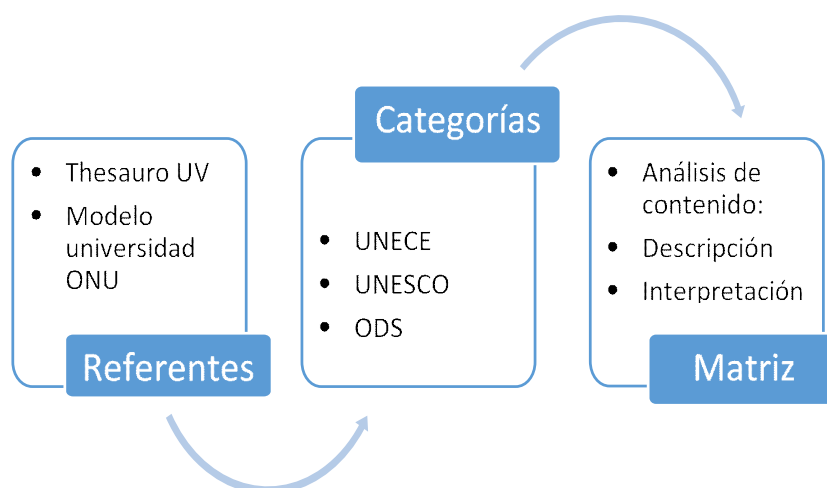 • Thesauro UV
• Modelo
universidad
ONU
Referentes
Categorías
• UNECE
• UNESCO
• ODS
• Análisis de
contenido:
• Descripción
• Interpretación
Matriz